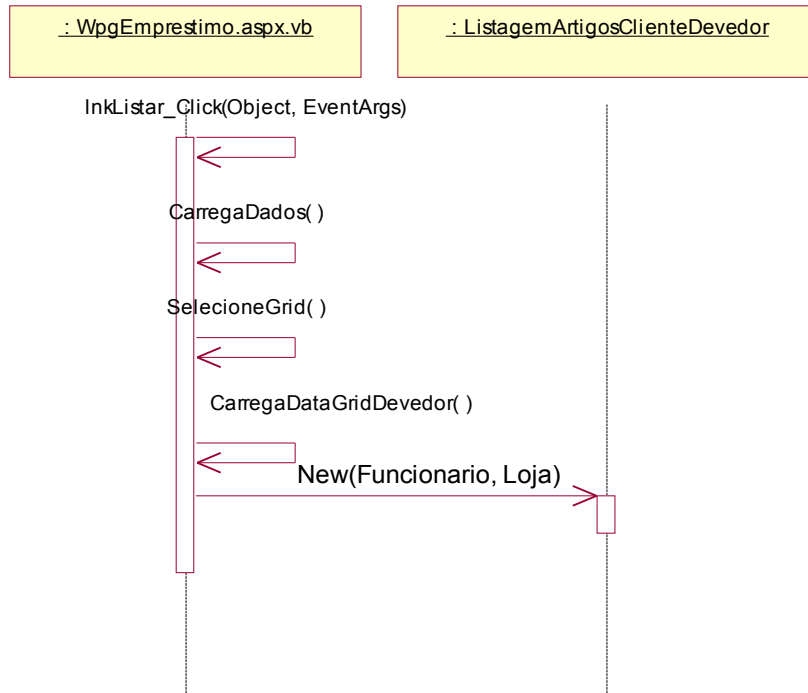 : WpgEmprestimo.aspx.vb
: ListagemArtigosClienteDevedor
lnkListar_Click(Object, EventArgs)
CarregaDados( )
SelecioneGrid( )
CarregaDataGridDevedor( )
New(Funcionario, Loja)